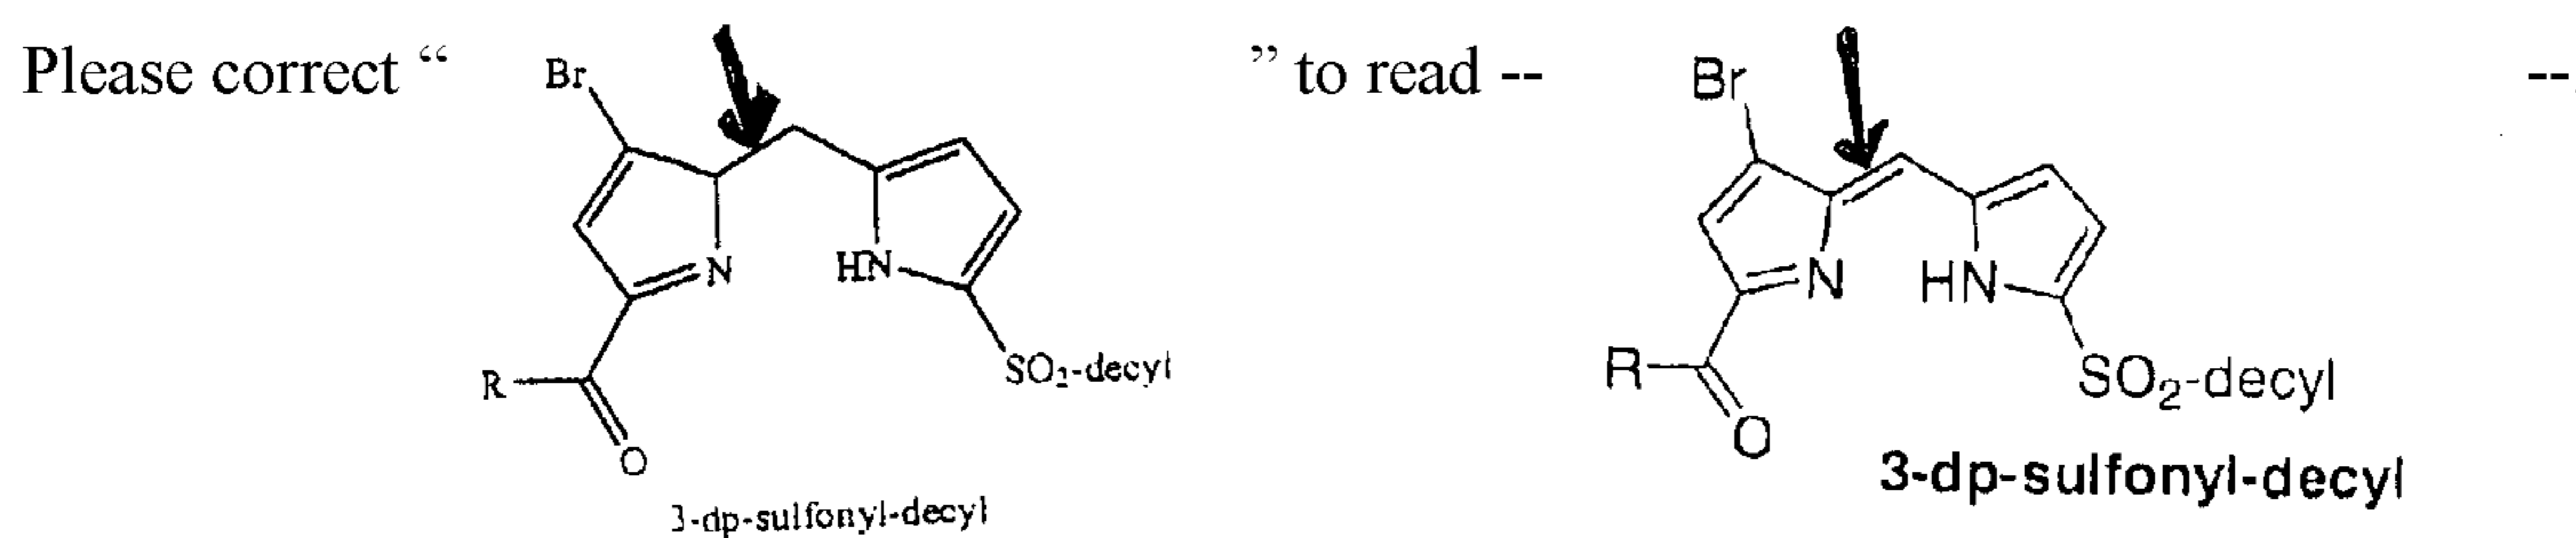 Please correct “ Br ” to read -- Br --
N HN N HN
R SO2-decyl R SO2-decyl
O O
3-dp-sulfonyl-decyl 3-dp-sulfonyl-decyl